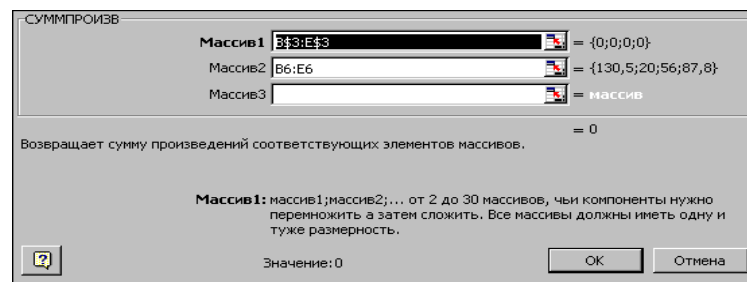 СУММПРОИЗВ
Массив1 B$3:E$3 = {0;0;0;0}
Массив2 B6:E6 = {130,5;20;56;87,8}
Массив3 = массив
= 0
Возвращает сумму произведений соответствующих элементов массивов.
Массив1: массив1;массив2;... от 2 до 30 массивов, чьи компоненты нужно
перемножить а затем сложить. Все массивы должны иметь одну и
туже размерность.
? Значение:0 ОК Отмена